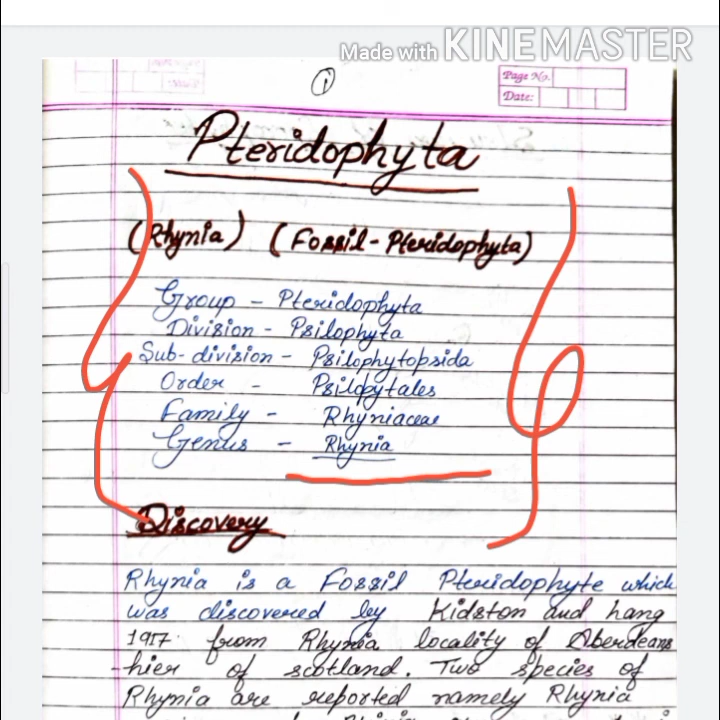 Made with KINEMASTER
1
Page No.
Date:
Pteridophyta
(Rhynia) (Fossil-Pteridophyta)
Group - Pteridophyta
Division - Psilophyta
Sub-division - Psilophytopsida
Order - Psilopytales
Family - Rhyniaceae
Genus - Rhynia
Discovery
Rhynia is a Fossil Pteridophyte which
was discovered by Kidston and hang
1917 from Rhynia locality of Aberdeans
hier of scotland. Two species of
Rhynia are reported namely Rhynia